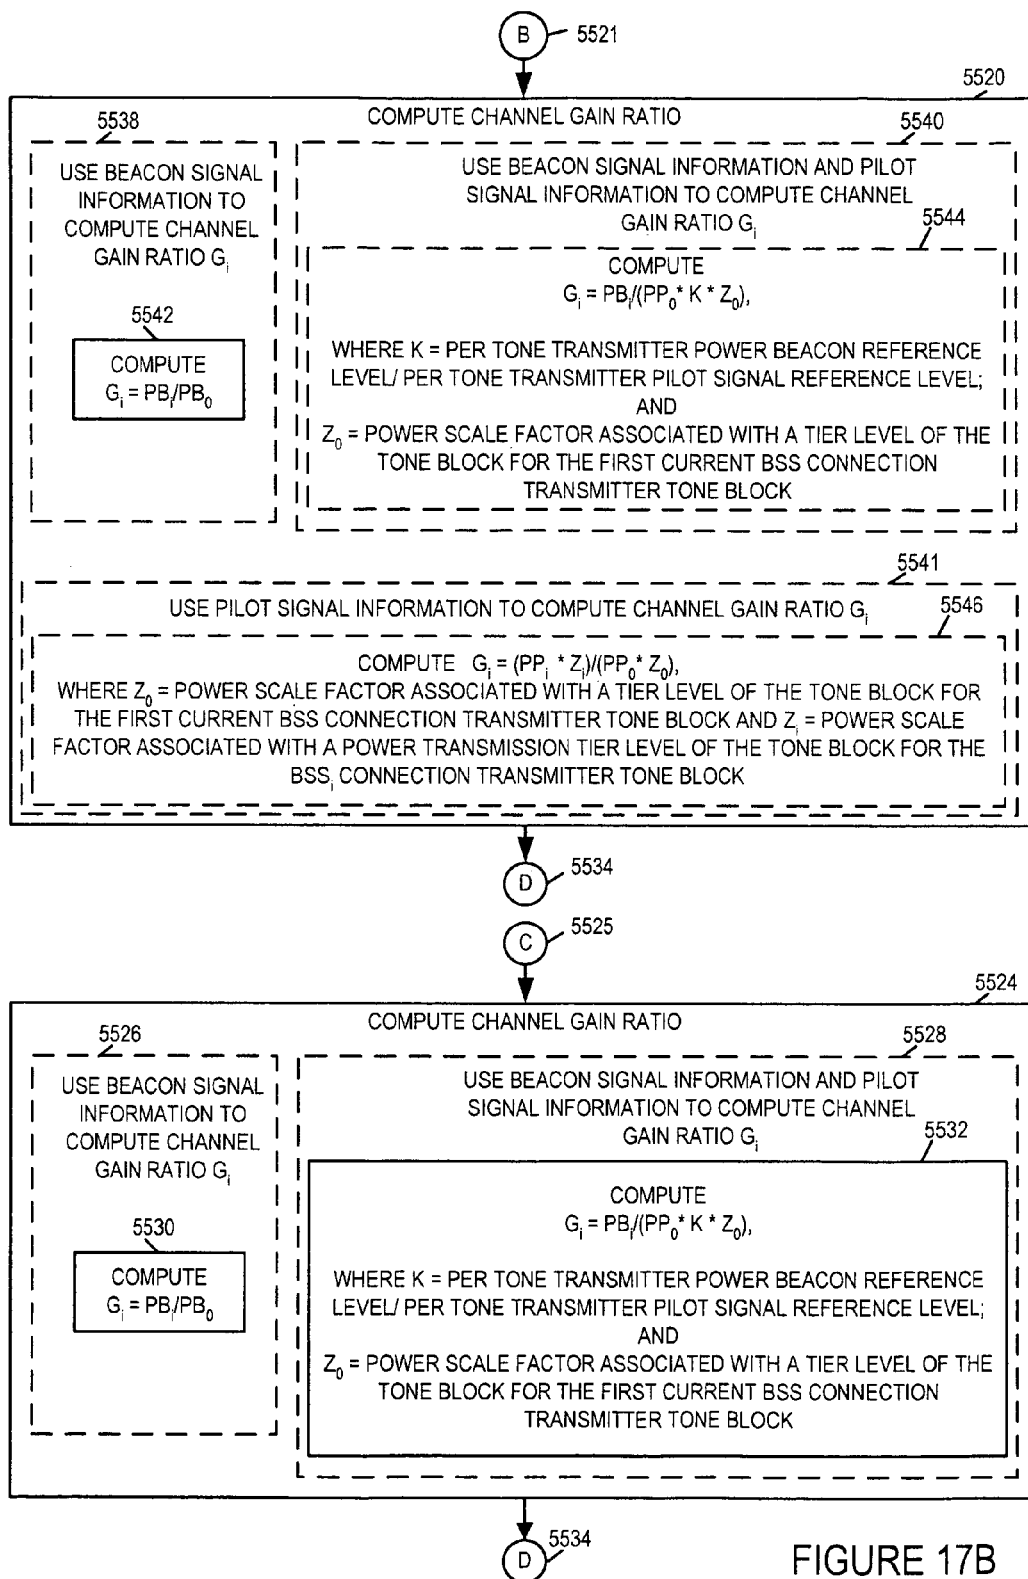 B
5521
5520
COMPUTE CHANNEL GAIN RATIO
5538
USE BEACON SIGNAL
INFORMATION TO
COMPUTE CHANNEL
GAIN RATIO Gi
5542
COMPUTE
Gi = PBi/PB0
5540
USE BEACON SIGNAL INFORMATION AND PILOT
SIGNAL INFORMATION TO COMPUTE CHANNEL
GAIN RATIO Gi
5544
COMPUTE
Gi = PBi/(PP0* K * Z0),
WHERE K = PER TONE TRANSMITTER POWER BEACON REFERENCE
LEVEL/ PER TONE TRANSMITTER PILOT SIGNAL REFERENCE LEVEL;
AND
Z0 = POWER SCALE FACTOR ASSOCIATED WITH A TIER LEVEL OF THE
TONE BLOCK FOR THE FIRST CURRENT BSS CONNECTION
TRANSMITTER TONE BLOCK
5541
USE PILOT SIGNAL INFORMATION TO COMPUTE CHANNEL GAIN RATIO Gi
5546
COMPUTE Gi = (PPi * Zi)/(PP0* Z0),
WHERE Z0 = POWER SCALE FACTOR ASSOCIATED WITH A TIER LEVEL OF THE TONE BLOCK FOR
THE FIRST CURRENT BSS CONNECTION TRANSMITTER TONE BLOCK AND Zi = POWER SCALE
FACTOR ASSOCIATED WITH A POWER TRANSMISSION TIER LEVEL OF THE TONE BLOCK FOR THE
BSSi CONNECTION TRANSMITTER TONE BLOCK
D
5534
C
5525
5524
COMPUTE CHANNEL GAIN RATIO
5526
USE BEACON SIGNAL
INFORMATION TO
COMPUTE CHANNEL
GAIN RATIO Gi
5530
COMPUTE
Gi = PBi/PB0
5528
USE BEACON SIGNAL INFORMATION AND PILOT
SIGNAL INFORMATION TO COMPUTE CHANNEL
GAIN RATIO Gi
5532
COMPUTE
Gi = PBi/(PP0* K * Z0),
WHERE K = PER TONE TRANSMITTER POWER BEACON REFERENCE
LEVEL/ PER TONE TRANSMITTER PILOT SIGNAL REFERENCE LEVEL;
AND
Z0 = POWER SCALE FACTOR ASSOCIATED WITH A TIER LEVEL OF THE
TONE BLOCK FOR THE FIRST CURRENT BSS CONNECTION
TRANSMITTER TONE BLOCK
D
5534
FIGURE 17B